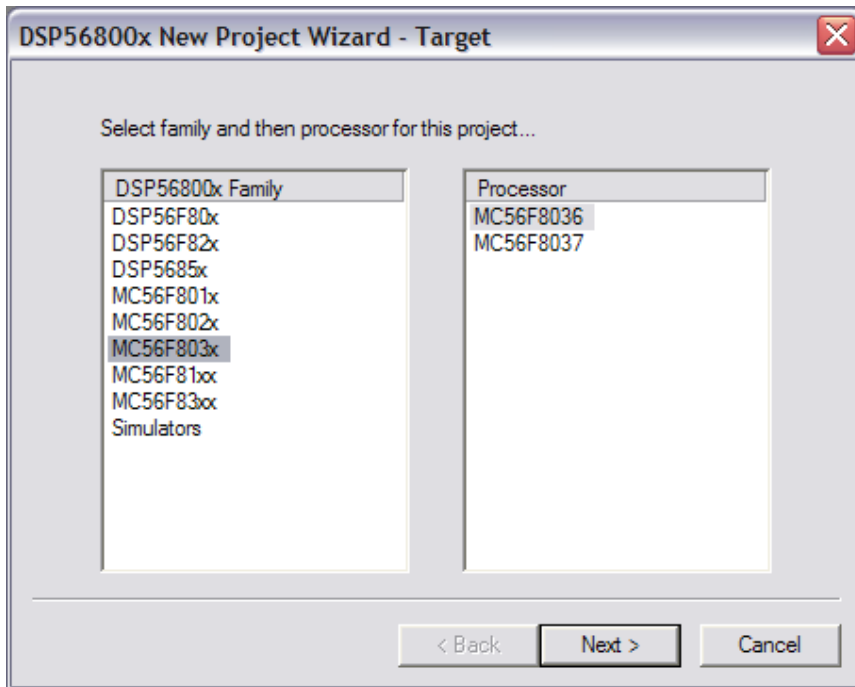 DSP56800x New Project Wizard - Target
Select family and then processor for this project...
DSP56800x Family
DSP56F80x
DSP56F82x
DSP5685x
MC56F801x
MC56F802x
MC56F803x
MC56F81xx
MC56F83xx
Simulators
Processor
MC56F8036
MC56F8037
< Back
Next >
Cancel